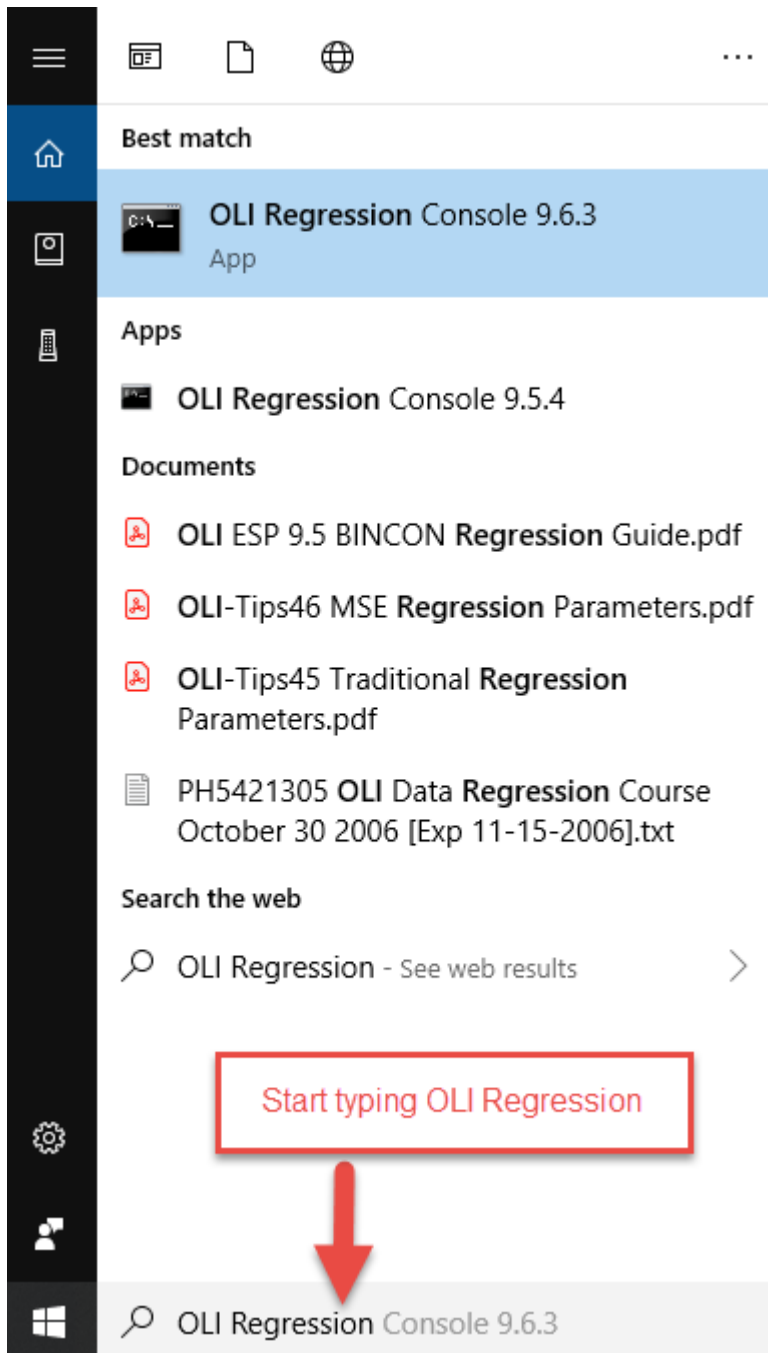 Best match
OLI Regression Console 9.6.3
App
Apps
OLI Regression Console 9.5.4
Documents
OLI ESP 9.5 BINCON Regression Guide.pdf
OLI-Tips46 MSE Regression Parameters.pdf
OLI-Tips45 Traditional Regression
Parameters.pdf
PH5421305 OLI Data Regression Course
October 30 2006 [Exp 11-15-2006].txt
Search the web
OLI Regression - See web results
Start typing OLI Regression
OLI Regression Console 9.6.3